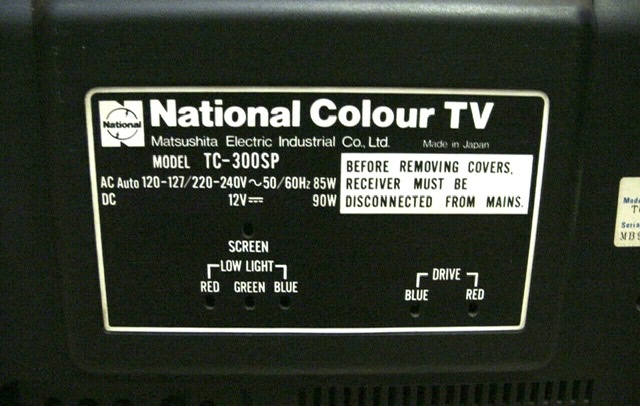 National
National Colour TV
Matsushita Electric Industrial Co., Ltd. Made in Japan
MODEL TC-300SP
AC Auto 120-127/220-240V～50/60Hz 85W
DC 12V⎓ 90W
BEFORE REMOVING COVERS,
RECEIVER MUST BE
DISCONNECTED FROM MAINS.
SCREEN
LOW LIGHT
RED GREEN BLUE
DRIVE
BLUE RED